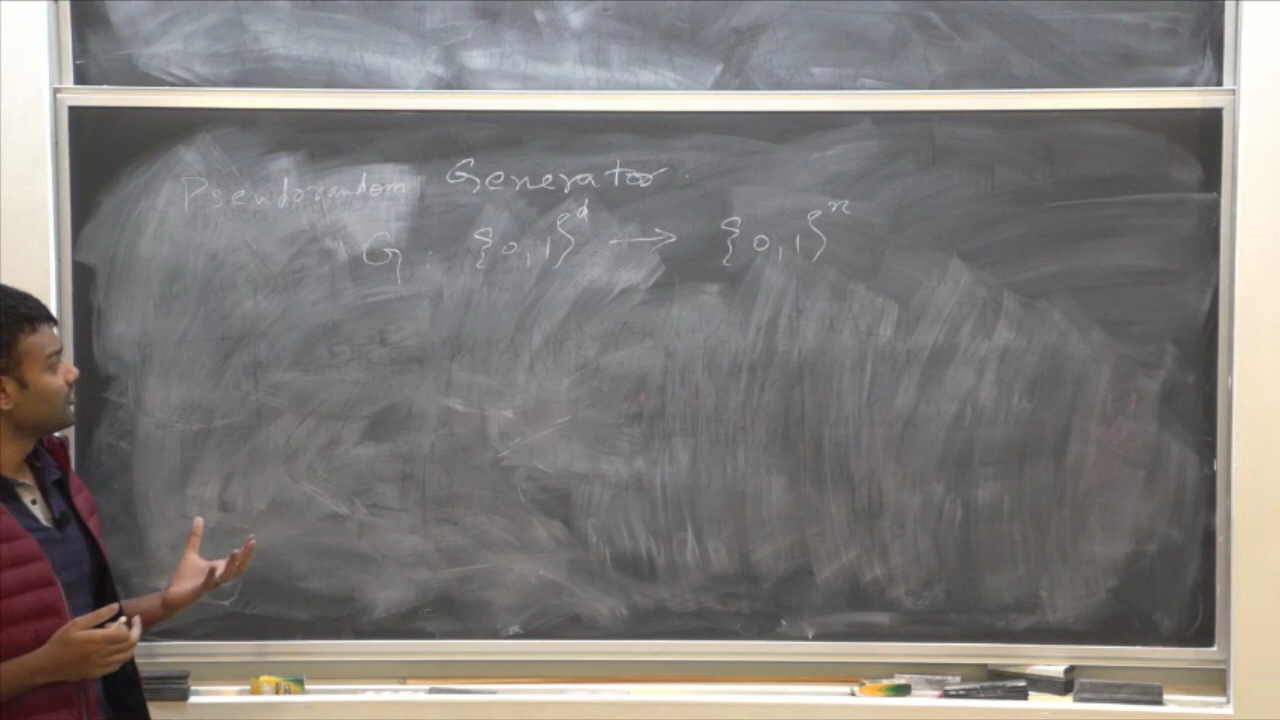 Pseudorandom Generator.
G : {0,1}^d → {0,1}^n